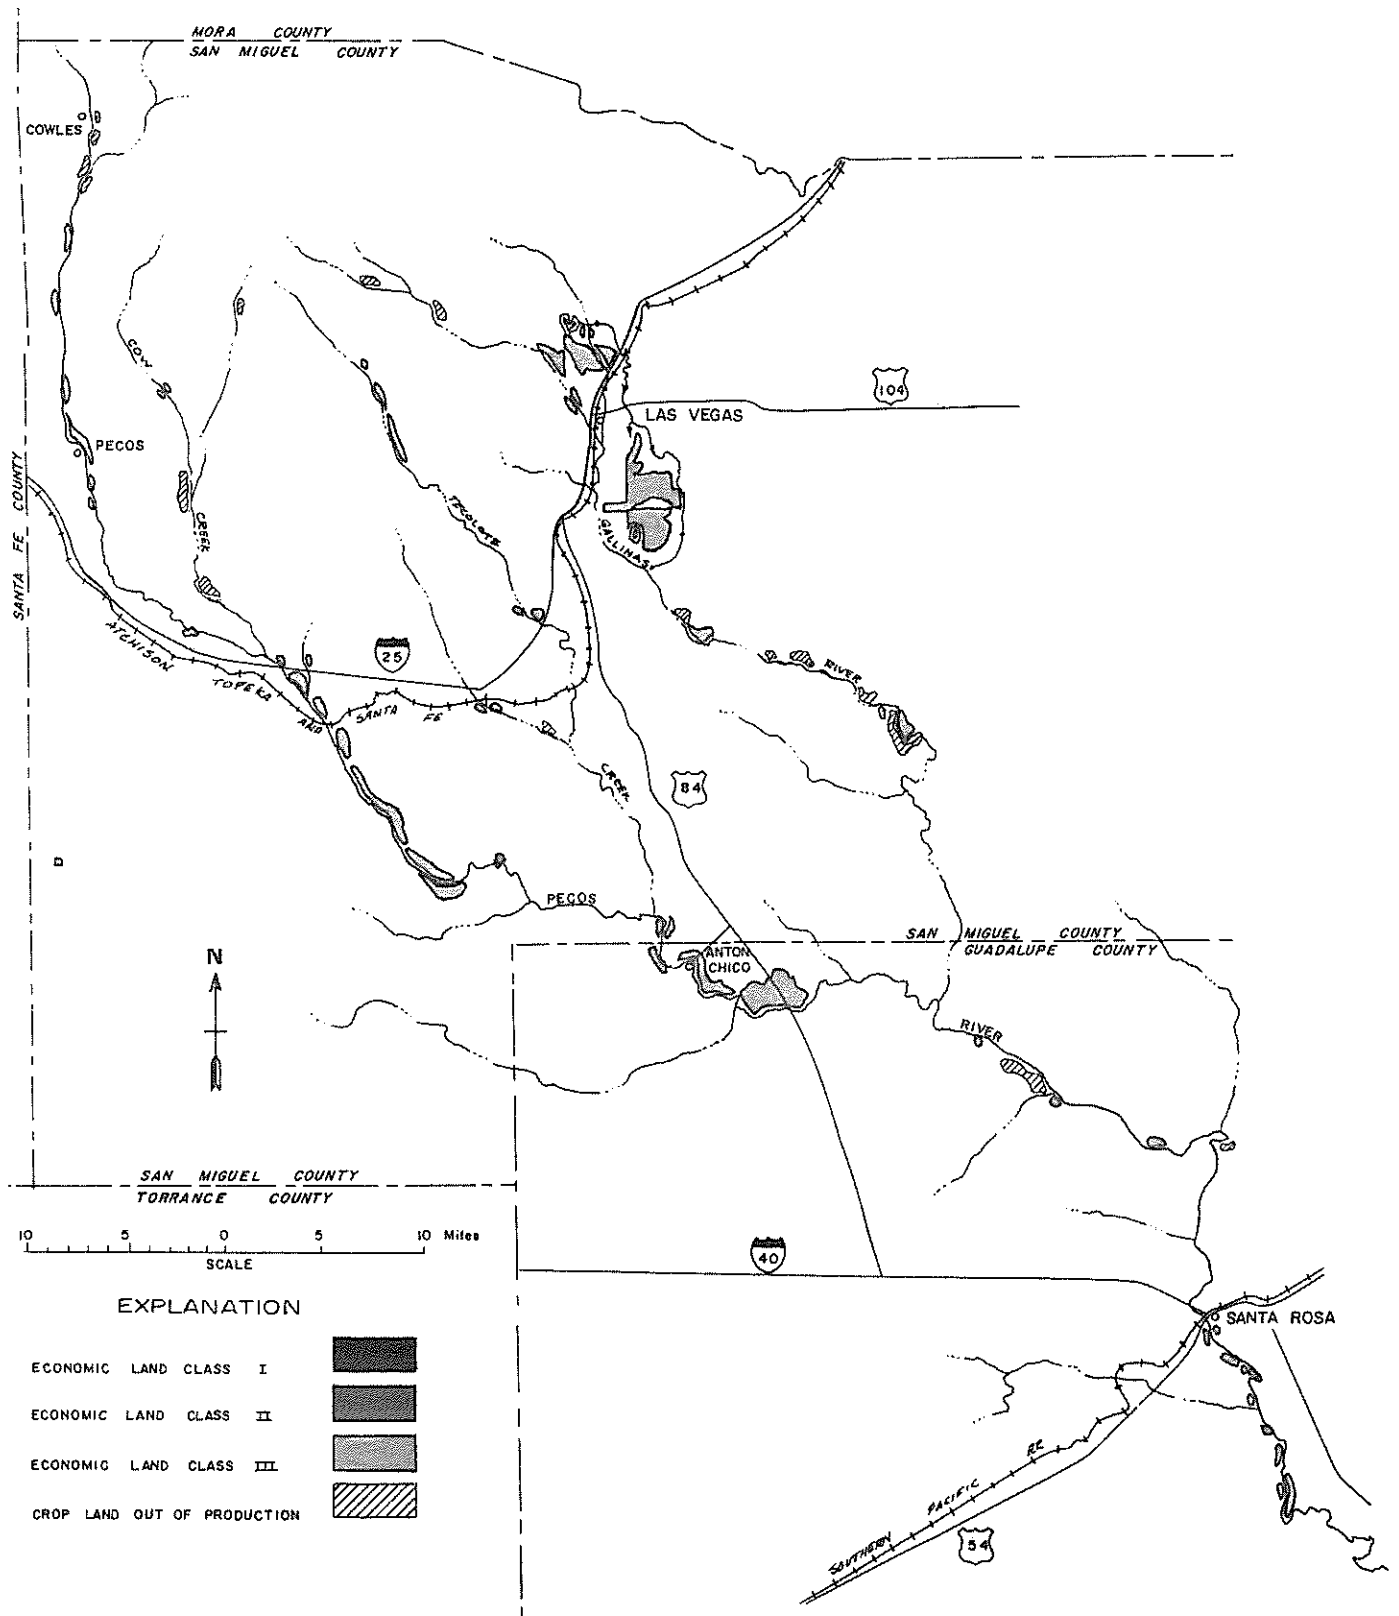 MORA COUNTY
SAN MIGUEL COUNTY
COWLES
COW
104
LAS VEGAS
PECOS
SANTA FE COUNTY
CREEK
TECOLOTE
GALLINAS
ATCHISON TOPEKA AND SANTA FE
25
RIVER
CREEK
84
PECOS
SAN MIGUEL COUNTY
GUADALUPE COUNTY
ANTON
CHICO
N
RIVER
SAN MIGUEL COUNTY
TORRANCE COUNTY
10 5 0 5 10 Miles
SCALE
40
EXPLANATION
SANTA ROSA
ECONOMIC LAND CLASS I
ECONOMIC LAND CLASS II
ECONOMIC LAND CLASS III
CROP LAND OUT OF PRODUCTION
SOUTHERN PACIFIC RR
54